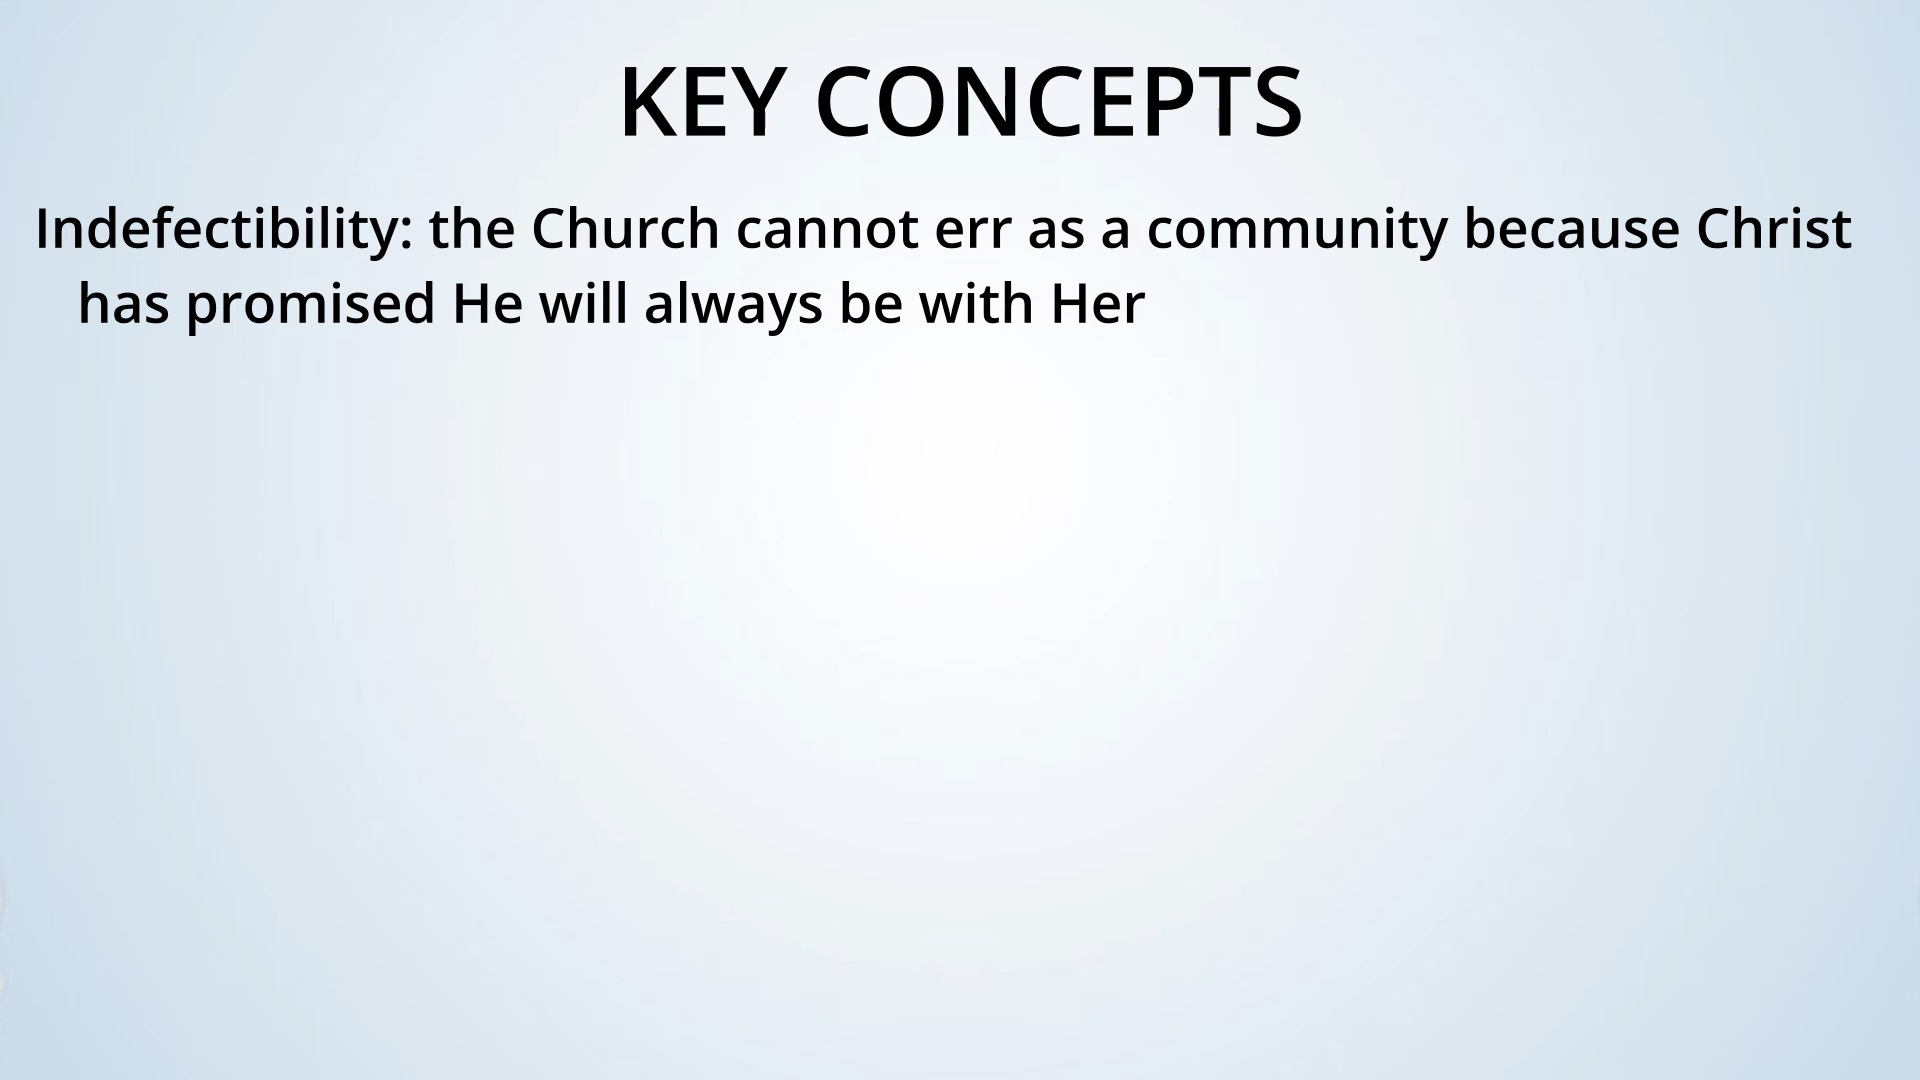 KEY CONCEPTS
Indefectibility: the Church cannot err as a community because Christ
has promised He will always be with Her